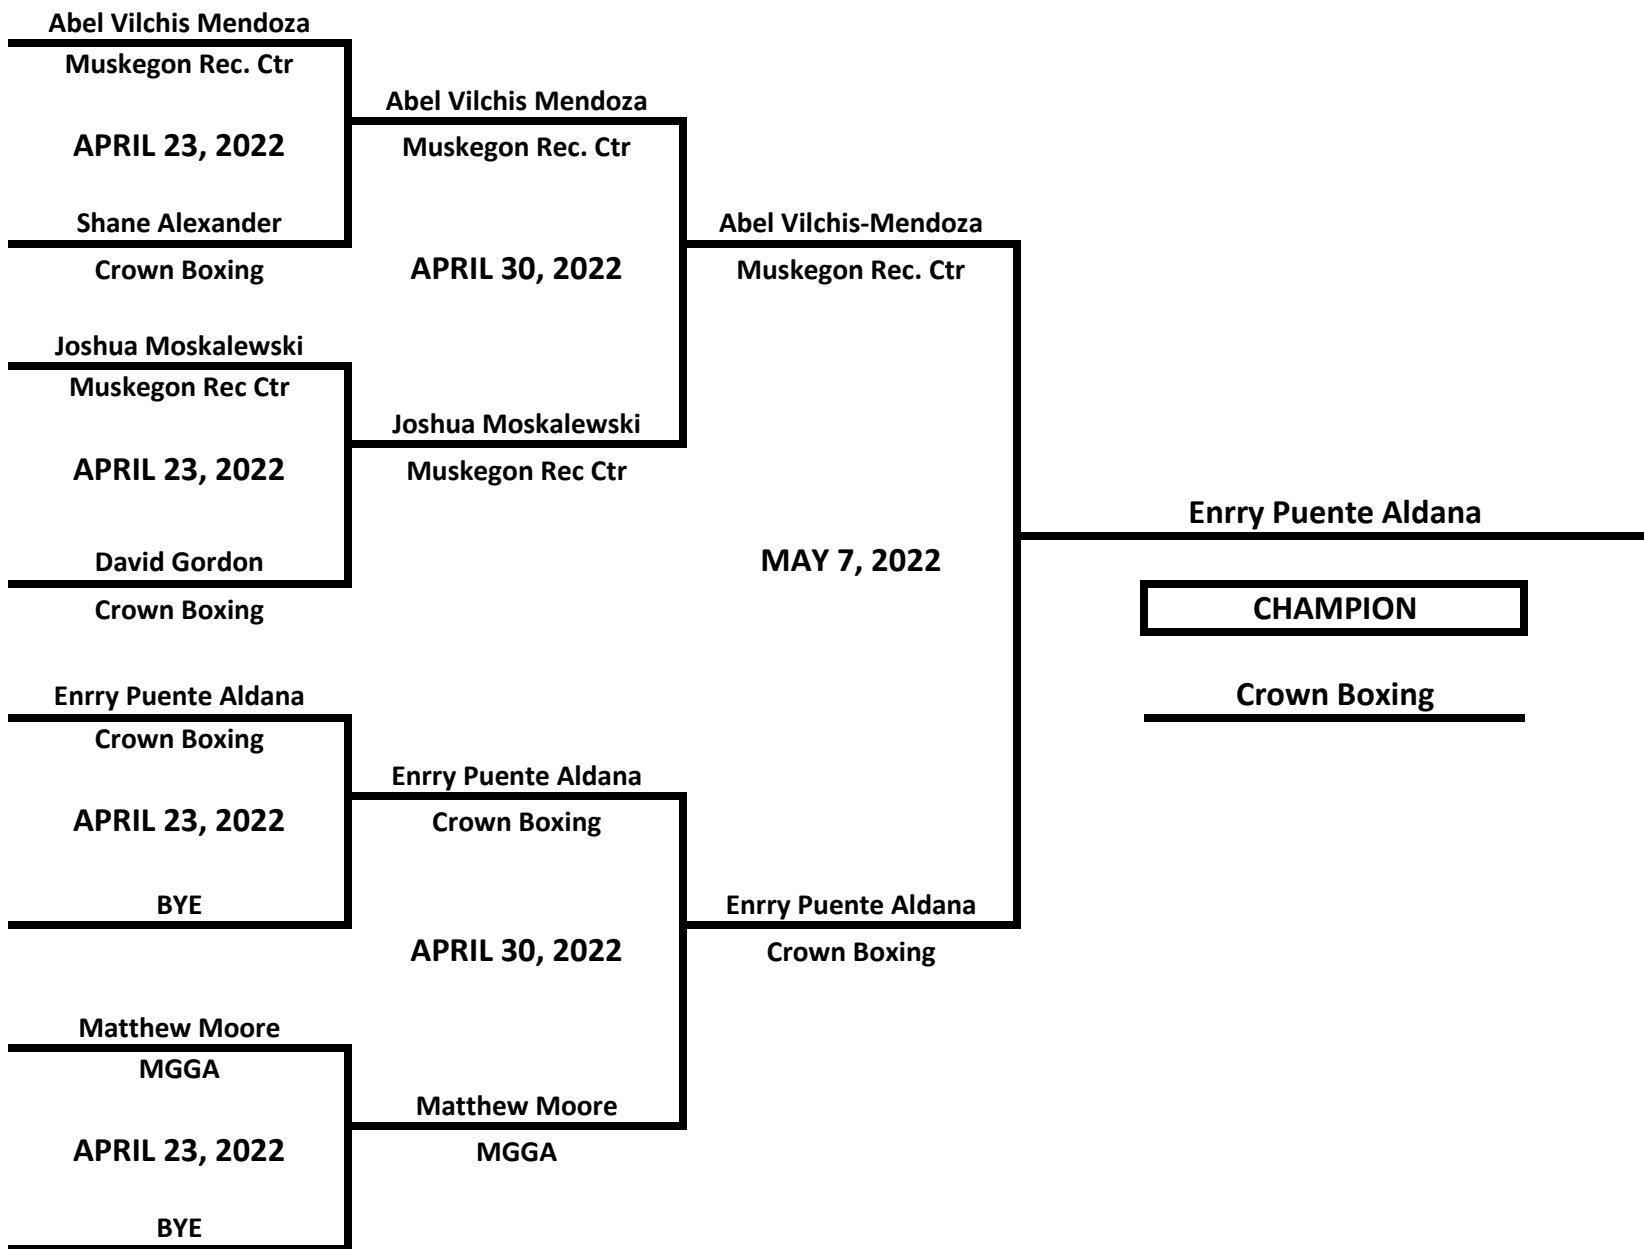 Abel Vilchis Mendoza
Muskegon Rec. Ctr
APRIL 23, 2022
Shane Alexander
Crown Boxing
Joshua Moskalewski
Muskegon Rec Ctr
APRIL 23, 2022
David Gordon
Crown Boxing
Enrry Puente Aldana
Crown Boxing
APRIL 23, 2022
BYE
Matthew Moore
MGGA
APRIL 23, 2022
BYE
Abel Vilchis Mendoza
Muskegon Rec. Ctr
APRIL 30, 2022
Joshua Moskalewski
Muskegon Rec Ctr
Enrry Puente Aldana
Crown Boxing
APRIL 30, 2022
Matthew Moore
MGGA
Abel Vilchis-Mendoza
Muskegon Rec. Ctr
MAY 7, 2022
Enrry Puente Aldana
Crown Boxing
Enrry Puente Aldana
CHAMPION
Crown Boxing